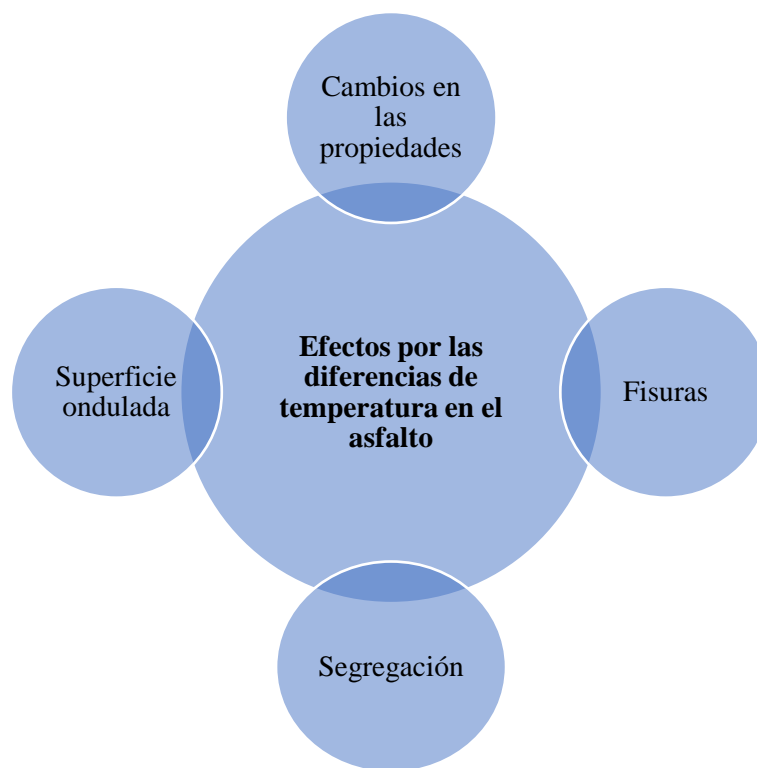 Cambios en
las
propiedades
Efectos por las
diferencias de
temperatura en el
asfalto
Superficie
ondulada
Fisuras
Segregación